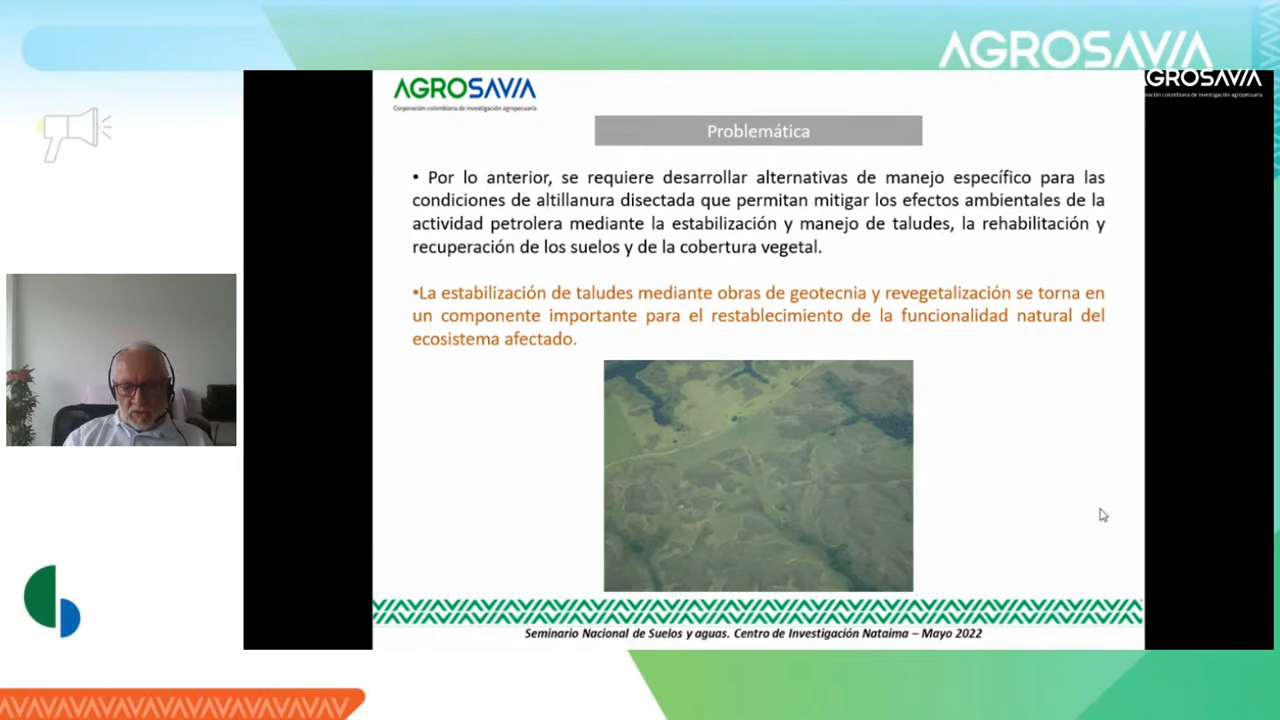 AGROSAVIA
AGROSAVIA
Corporación colombiana de investigación agropecuaria
AGROSAVIA
Corporación colombiana de investigación agropecuaria
Problemática
• Por lo anterior, se requiere desarrollar alternativas de manejo específico para las
condiciones de altillanura disectada que permitan mitigar los efectos ambientales de la
actividad petrolera mediante la estabilización y manejo de taludes, la rehabilitación y
recuperación de los suelos y de la cobertura vegetal.
•La estabilización de taludes mediante obras de geotecnia y revegetalización se torna en
un componente importante para el restablecimiento de la funcionalidad natural del
ecosistema afectado.
Seminario Nacional de Suelos y aguas. Centro de Investigación Nataima – Mayo 2022